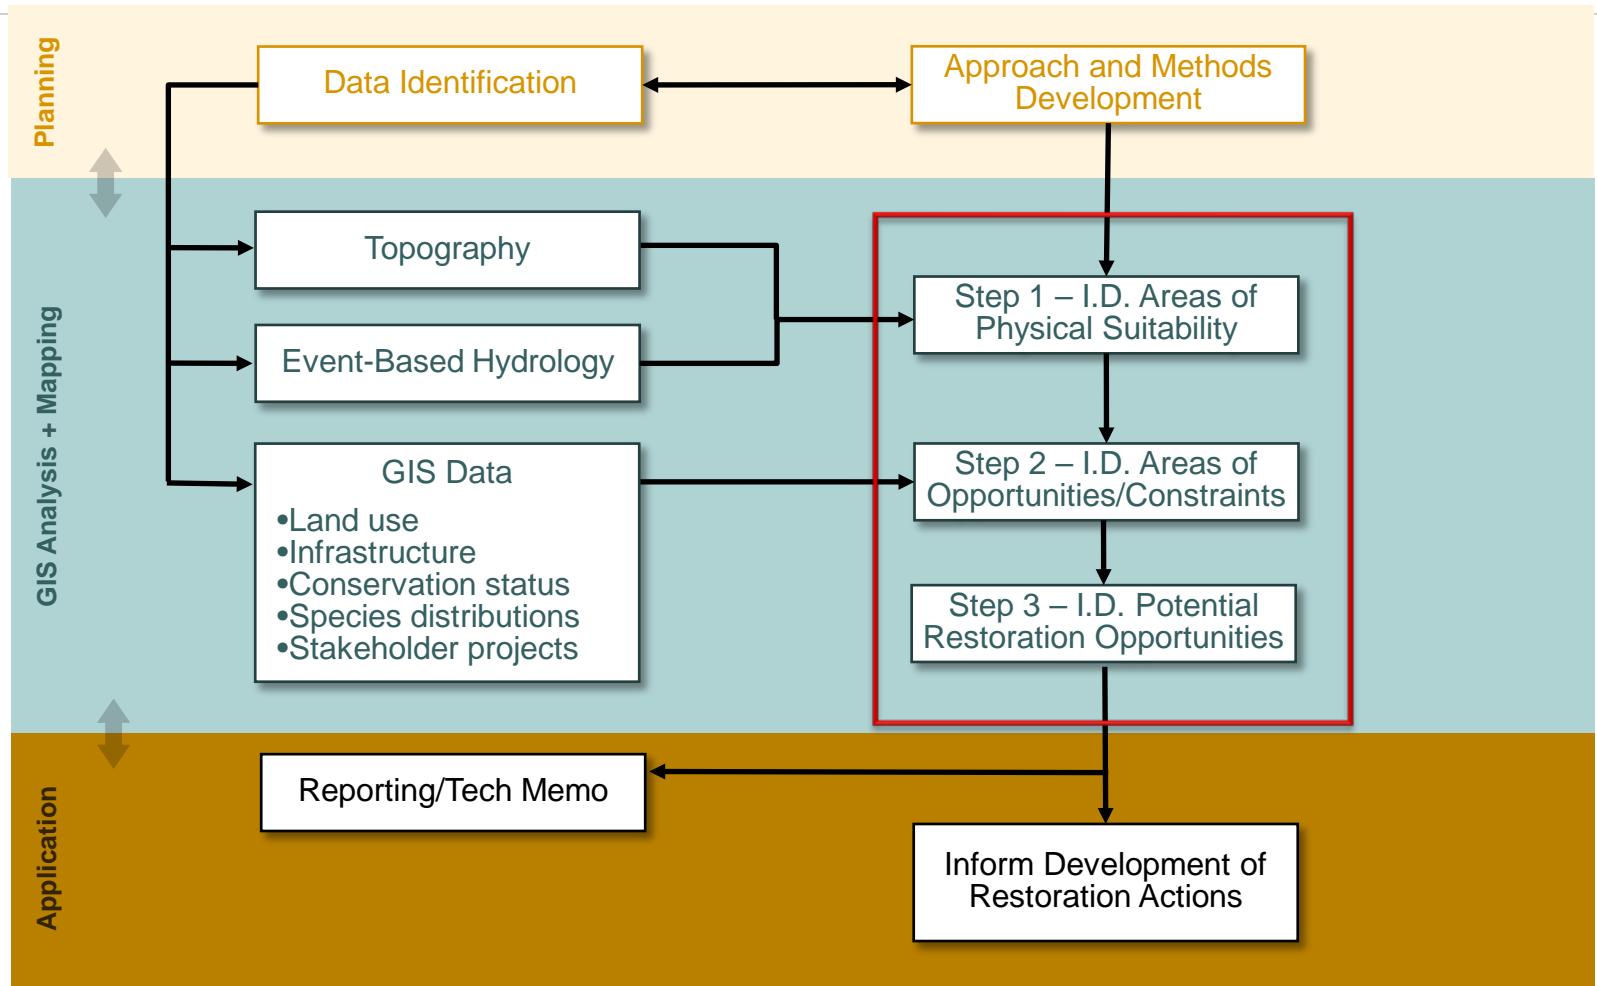 Planning
Data Identification
Approach and Methods
Development
GIS Analysis + Mapping
Topography
Event-Based Hydrology
GIS Data
•Land use
•Infrastructure
•Conservation status
•Species distributions
•Stakeholder projects
Step 1 – I.D. Areas of
Physical Suitability
Step 2 – I.D. Areas of
Opportunities/Constraints
Step 3 – I.D. Potential
Restoration Opportunities
Application
Reporting/Tech Memo
Inform Development of
Restoration Actions